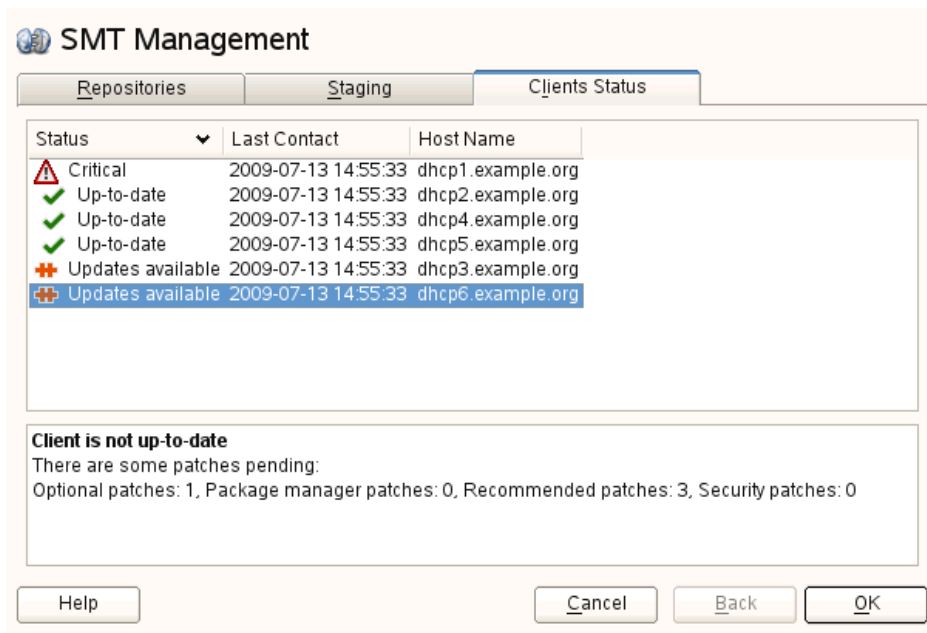 SMT Management
Repositories Staging Clients Status
Status Last Contact Host Name
Critical 2009-07-13 14:55:33 dhcp1.example.org
Up-to-date 2009-07-13 14:55:33 dhcp2.example.org
Up-to-date 2009-07-13 14:55:33 dhcp4.example.org
Up-to-date 2009-07-13 14:55:33 dhcp5.example.org
Updates available 2009-07-13 14:55:33 dhcp3.example.org
Updates available 2009-07-13 14:55:33 dhcp6.example.org
Client is not up-to-date
There are some patches pending:
Optional patches: 1, Package manager patches: 0, Recommended patches: 3, Security patches: 0
Help Cancel Back OK